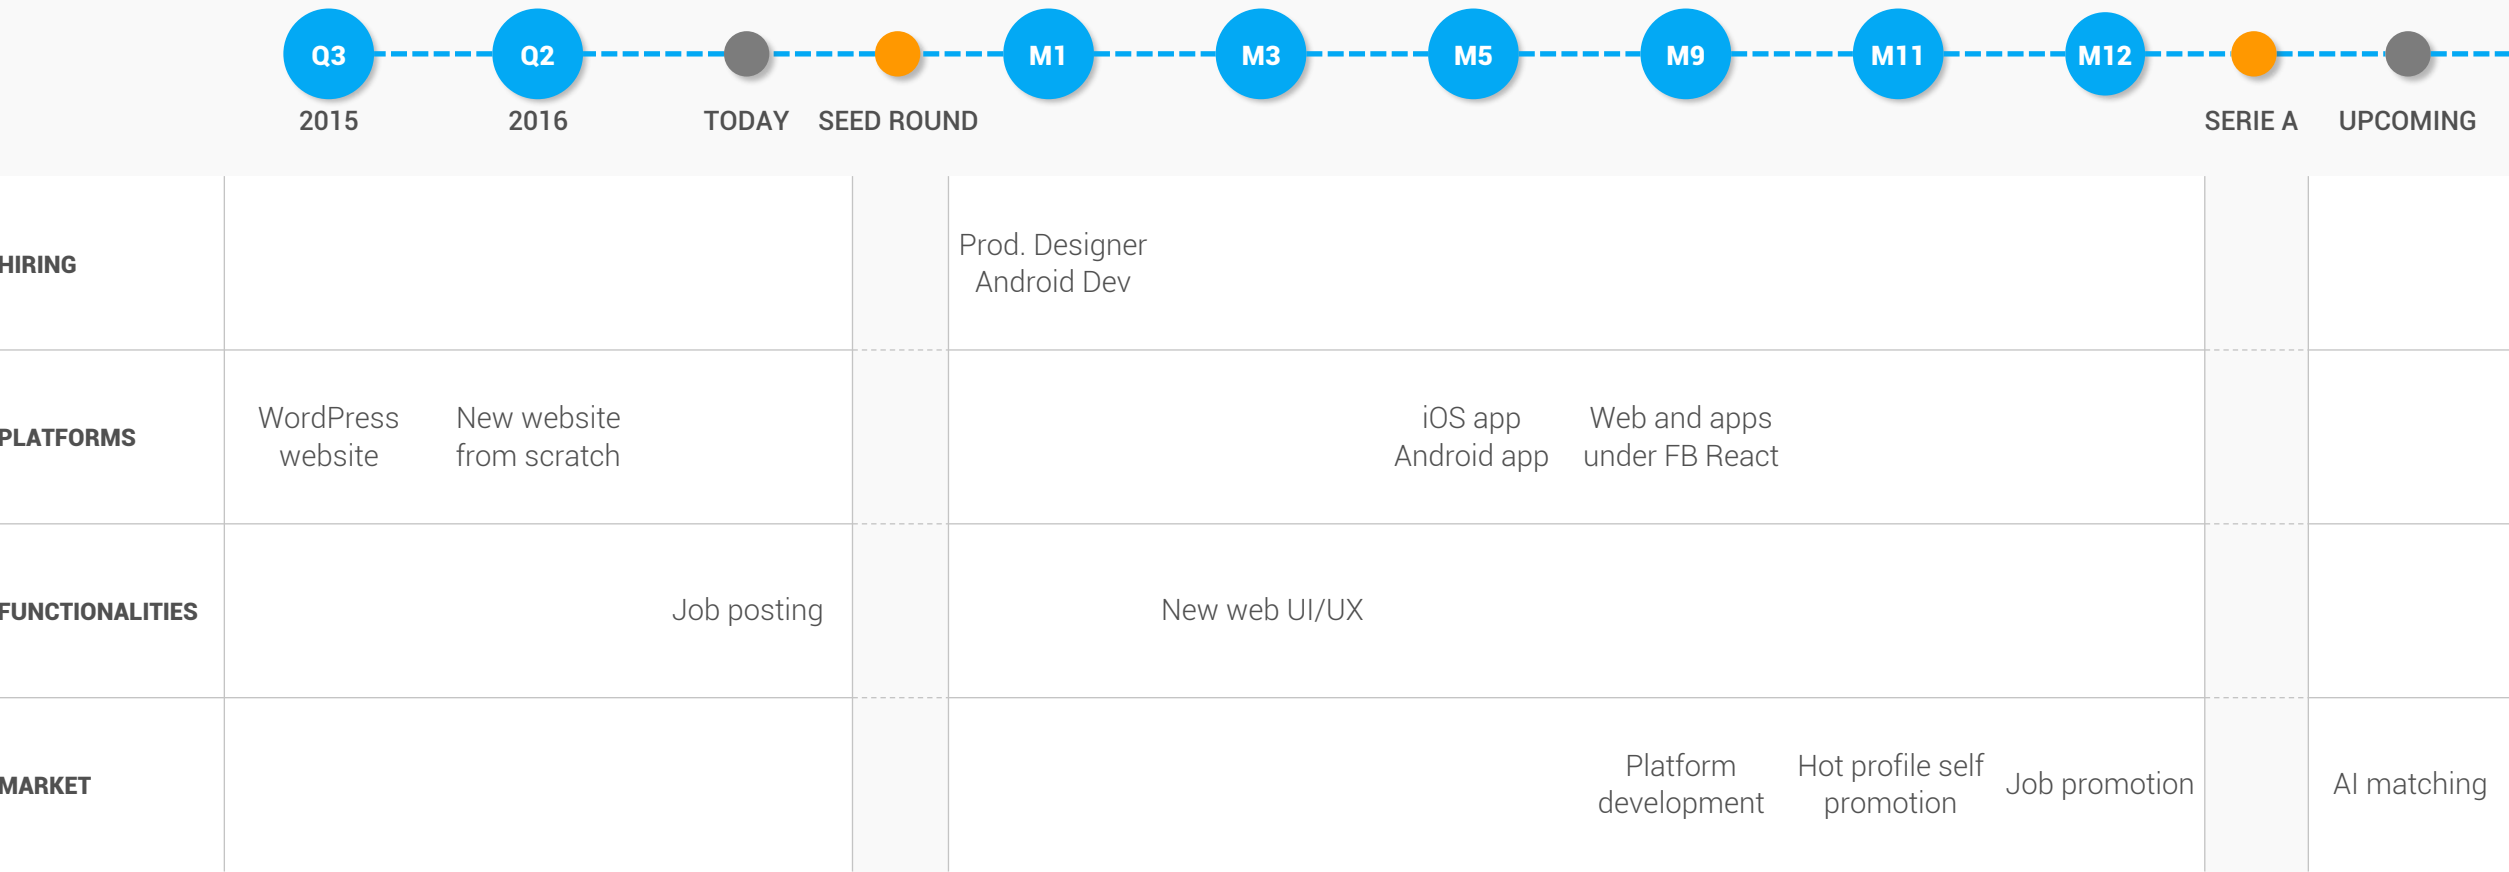 Q3
Q2
M1
M3
M5
M9
M11
M12
2015
2016
TODAY
SEED ROUND
SERIE A
UPCOMING
HIRING
Prod. Designer
Android Dev
PLATFORMS
WordPress
website
New website
from scratch
iOS app
Android app
Web and apps
under FB React
FUNCTIONALITIES
Job posting
New web UI/UX
MARKET
Platform
development
Hot profile self
promotion
Job promotion
AI matching